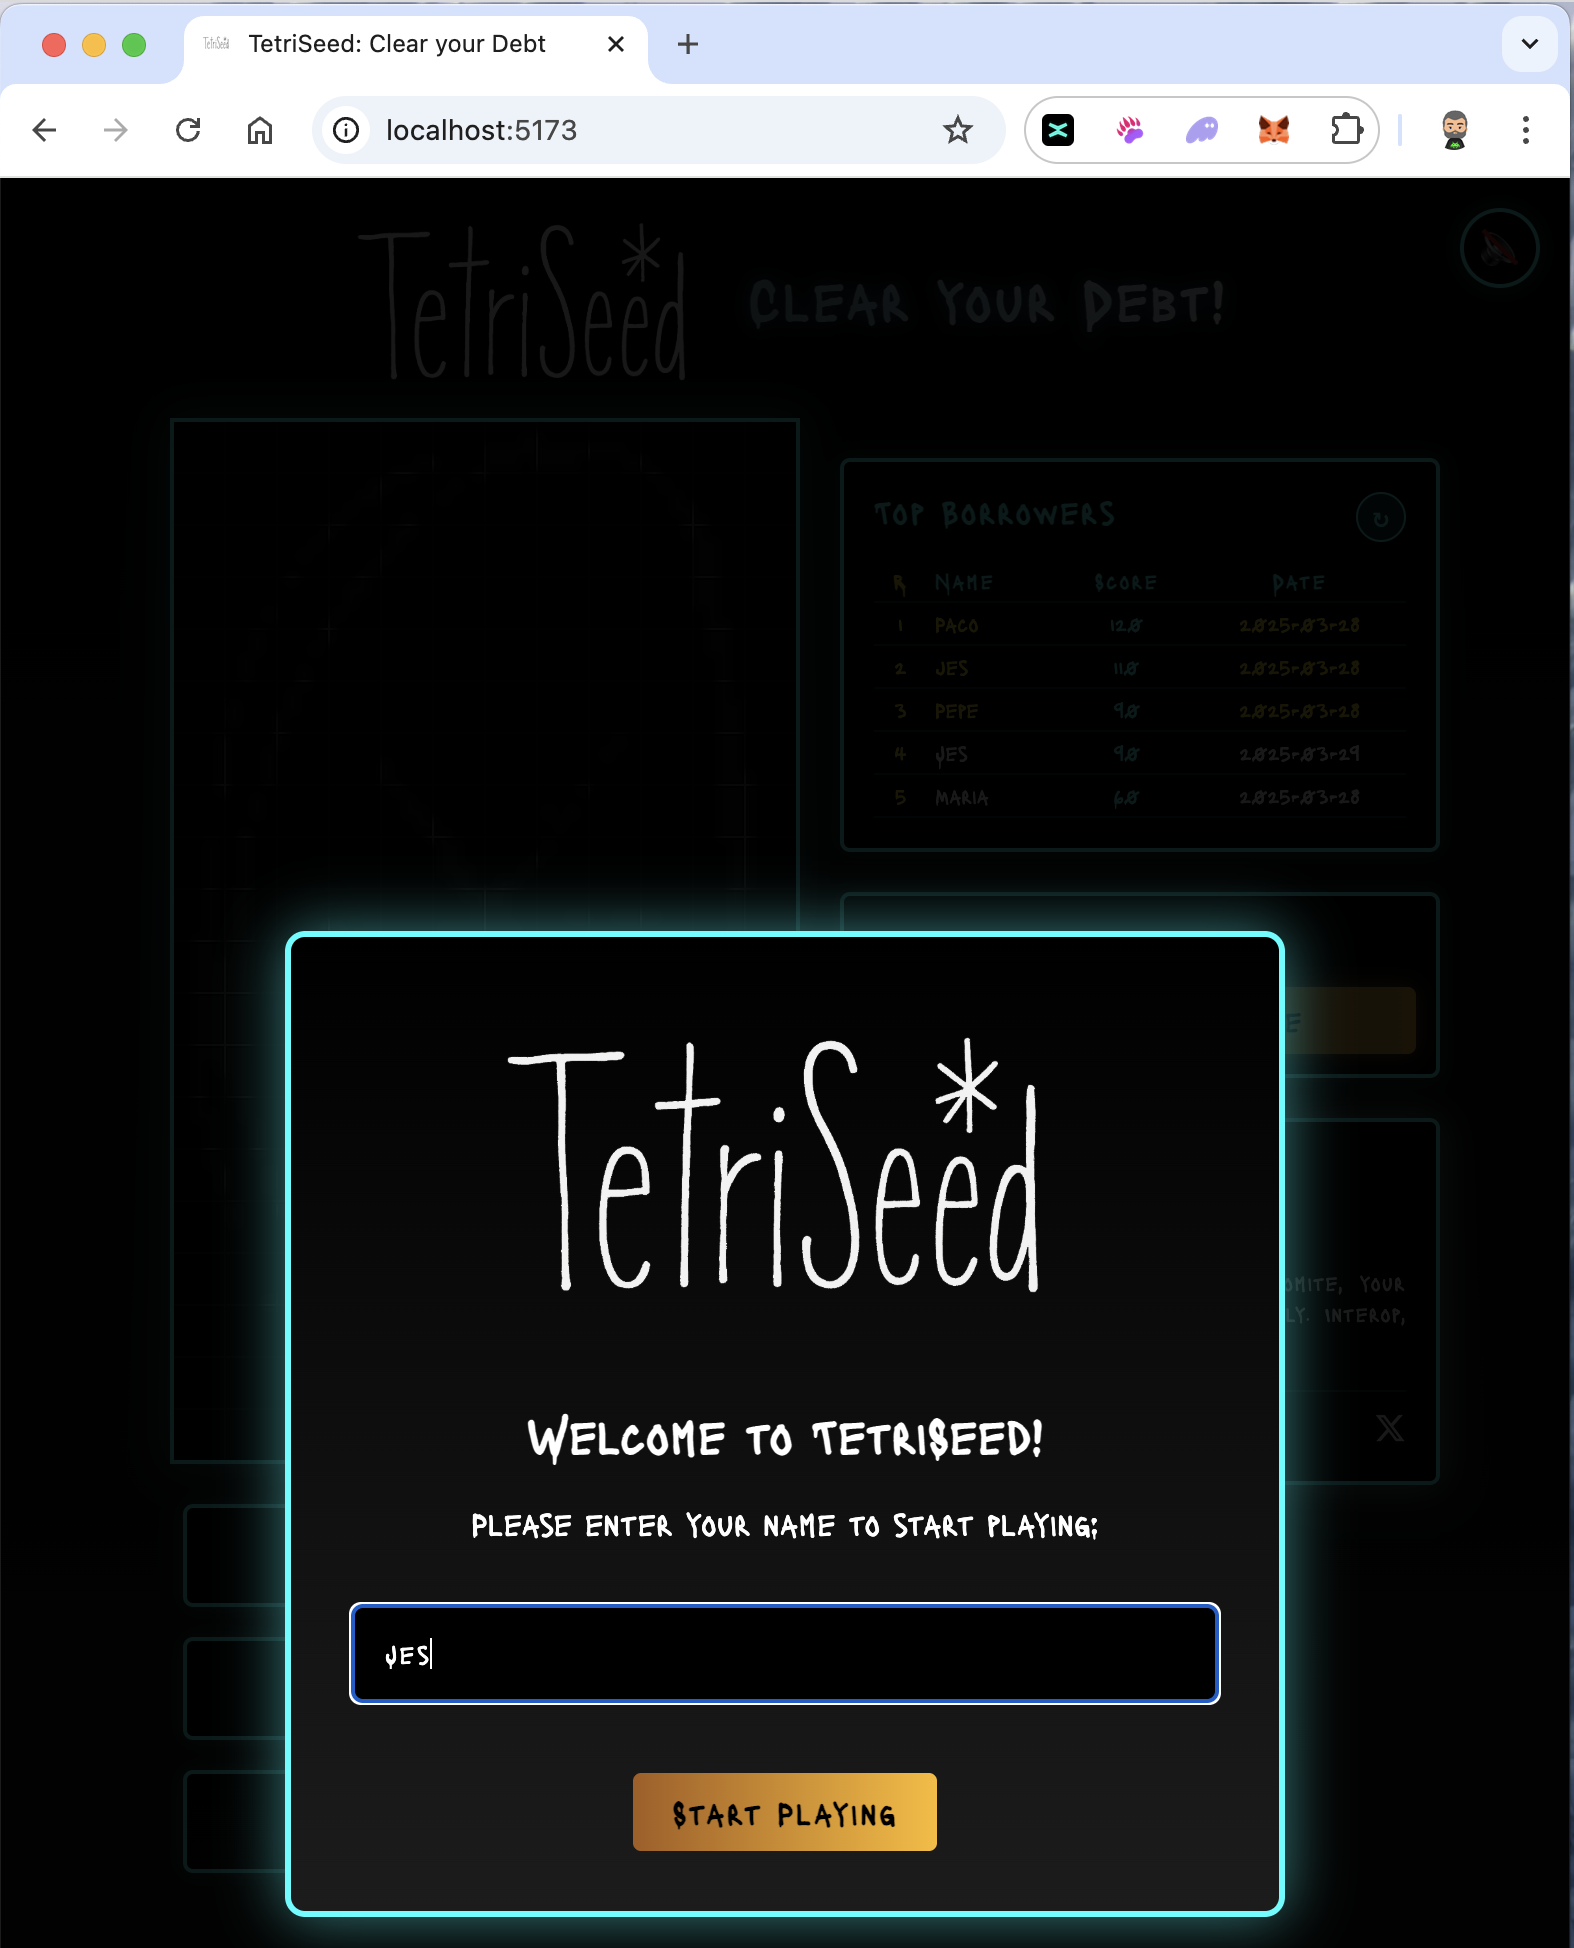 TetriSeed
TetriSeed: Clear your Debt
localhost:5173
TetriSeed
Clear Your Debt!
TOP BORROWERS
↻
R NAME SCORE DATE
1 PACO 120 2025-03-28
2 JES 110 2025-03-28
3 PEPE 90 2025-03-28
4 JES 90 2025-03-29
5 MARIA 60 2025-03-28
E
TetriSeed
OMITE, YOUR
LY. INTEROP,
X
WELCOME TO TETRISEED!
PLEASE ENTER YOUR NAME TO START PLAYING:
JES
START PLAYING